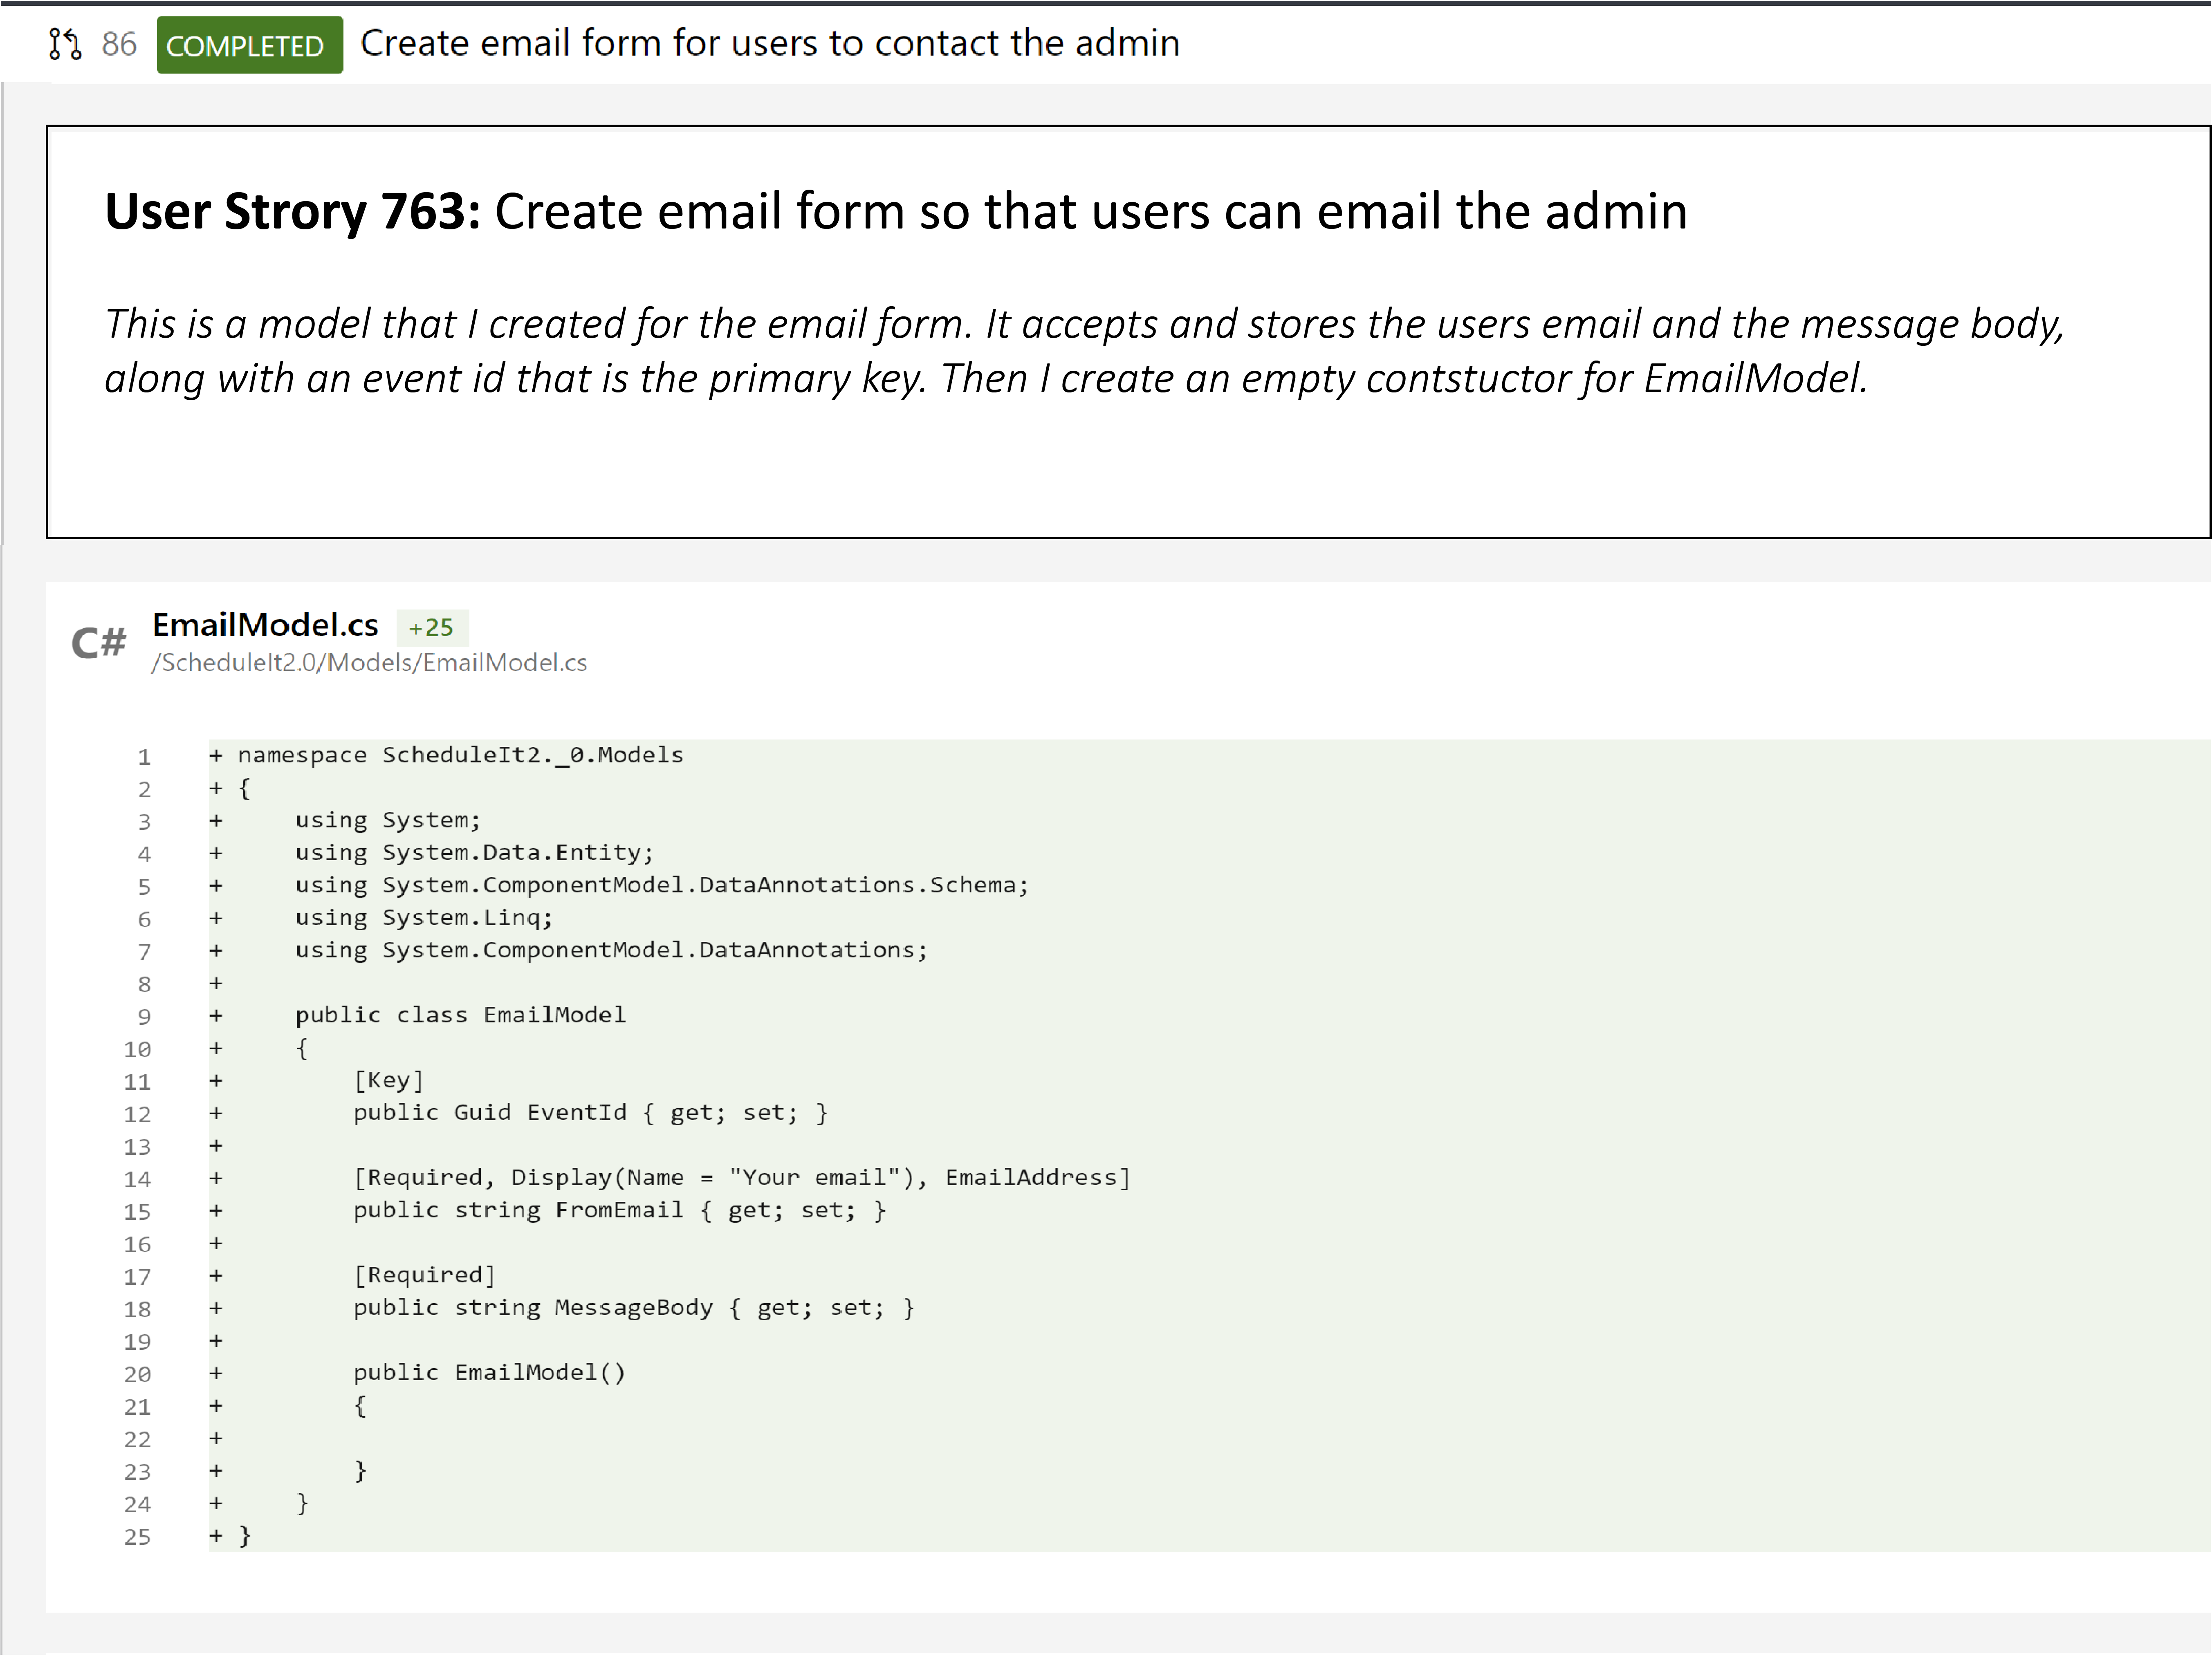 86 COMPLETED Create email form for users to contact the admin
User Strory 763: Create email form so that users can email the admin
This is a model that I created for the email form. It accepts and stores the users email and the message body,
along with an event id that is the primary key. Then I create an empty contstuctor for EmailModel.
C# EmailModel.cs +25
/ScheduleIt2.0/Models/EmailModel.cs
1 + namespace ScheduleIt2._0.Models
2 + {
3 + using System;
4 + using System.Data.Entity;
5 + using System.ComponentModel.DataAnnotations.Schema;
6 + using System.Linq;
7 + using System.ComponentModel.DataAnnotations;
8 +
9 + public class EmailModel
10 + {
11 + [Key]
12 + public Guid EventId { get; set; }
13 +
14 + [Required, Display(Name = "Your email"), EmailAddress]
15 + public string FromEmail { get; set; }
16 +
17 + [Required]
18 + public string MessageBody { get; set; }
19 +
20 + public EmailModel()
21 + {
22 +
23 + }
24 + }
25 + }